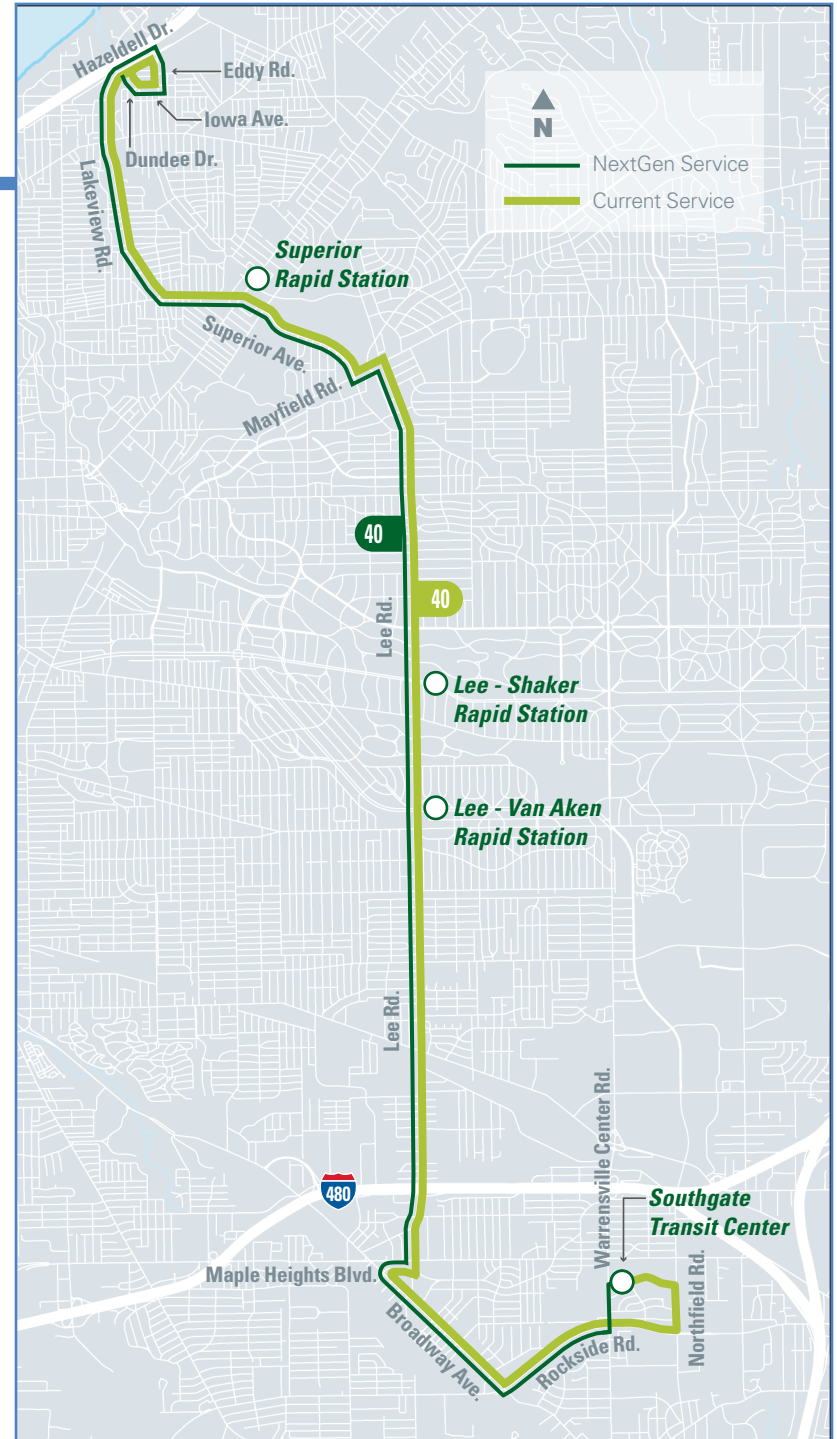 Hazeldell Dr.
Eddy Rd.
Iowa Ave.
Dundee Dr.
N
NextGen Service
Current Service
Lakeview Rd.
Superior
Rapid Station
Superior Ave.
Mayfield Rd.
40
40
Lee Rd.
Lee - Shaker
Rapid Station
Lee - Van Aken
Rapid Station
Lee Rd.
Warrensville Center Rd.
480
Southgate
Transit Center
Maple Heights Blvd.
Northfield Rd.
Broadway Ave.
Rockside Rd.